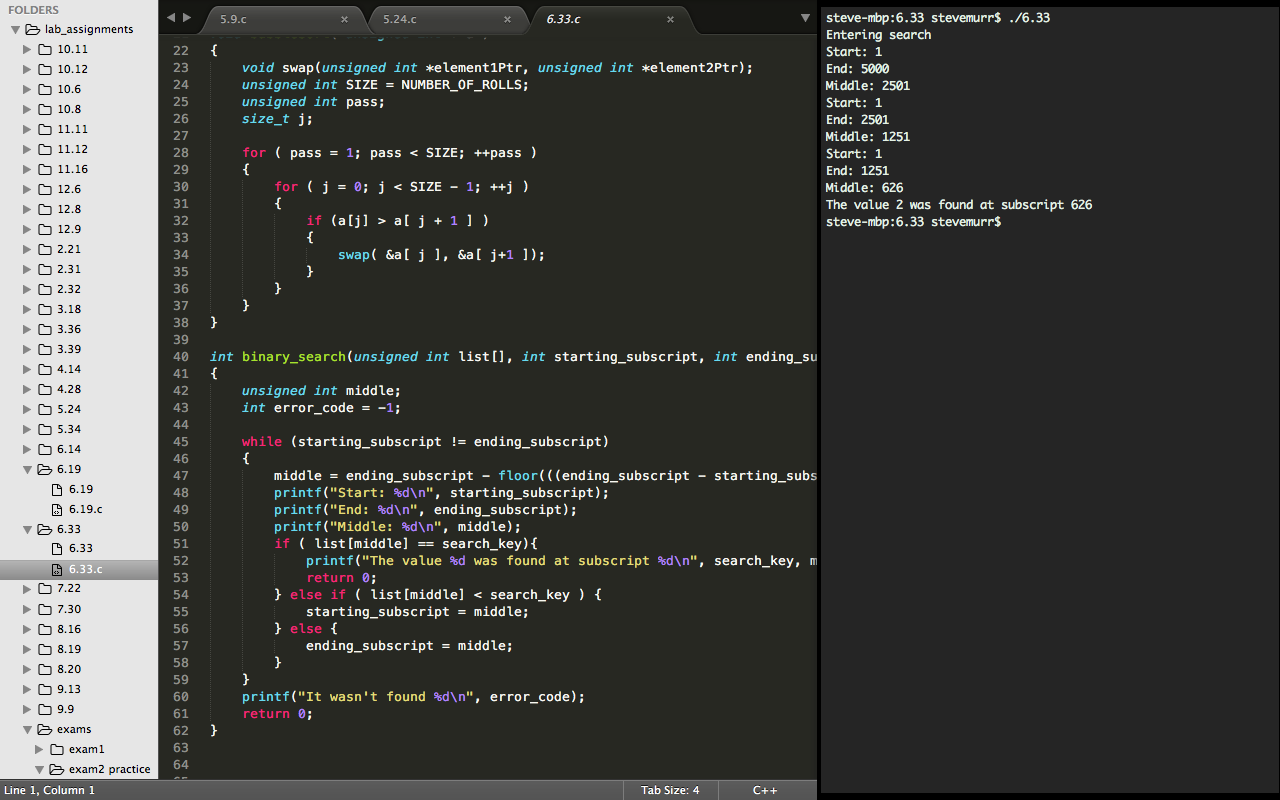 FOLDERS
lab_assignments
10.11
10.12
10.6
10.8
11.11
11.12
11.16
12.6
12.8
12.9
2.21
2.31
2.32
3.18
3.36
3.39
4.14
4.28
5.24
5.34
6.14
6.19
6.19
6.19.c
6.33
6.33
6.33.c
7.22
7.30
8.16
8.19
8.20
9.13
9.9
exams
exam1
exam2 practice
5.9.c × 5.24.c × 6.33.c ×
22 {
23 void swap(unsigned int *element1Ptr, unsigned int *element2Ptr);
24 unsigned int SIZE = NUMBER_OF_ROLLS;
25 unsigned int pass;
26 size_t j;
27
28 for ( pass = 1; pass < SIZE; ++pass )
29 {
30 for ( j = 0; j < SIZE - 1; ++j )
31 {
32 if (a[j] > a[ j + 1 ] )
33 {
34 swap( &a[ j ], &a[ j+1 ]);
35 }
36 }
37 }
38 }
39
40 int binary_search(unsigned int list[], int starting_subscript, int ending_su
41 {
42 unsigned int middle;
43 int error_code = -1;
44
45 while (starting_subscript != ending_subscript)
46 {
47 middle = ending_subscript - floor(((ending_subscript - starting_subs
48 printf("Start: %d\n", starting_subscript);
49 printf("End: %d\n", ending_subscript);
50 printf("Middle: %d\n", middle);
51 if ( list[middle] == search_key){
52 printf("The value %d was found at subscript %d\n", search_key, m
53 return 0;
54 } else if ( list[middle] < search_key ) {
55 starting_subscript = middle;
56 } else {
57 ending_subscript = middle;
58 }
59 }
60 printf("It wasn't found %d\n", error_code);
61 return 0;
62 }
63
64
Line 1, Column 1
Tab Size: 4
C++
steve-mbp:6.33 stevemurr$ ./6.33
Entering search
Start: 1
End: 5000
Middle: 2501
Start: 1
End: 2501
Middle: 1251
Start: 1
End: 1251
Middle: 626
The value 2 was found at subscript 626
steve-mbp:6.33 stevemurr$